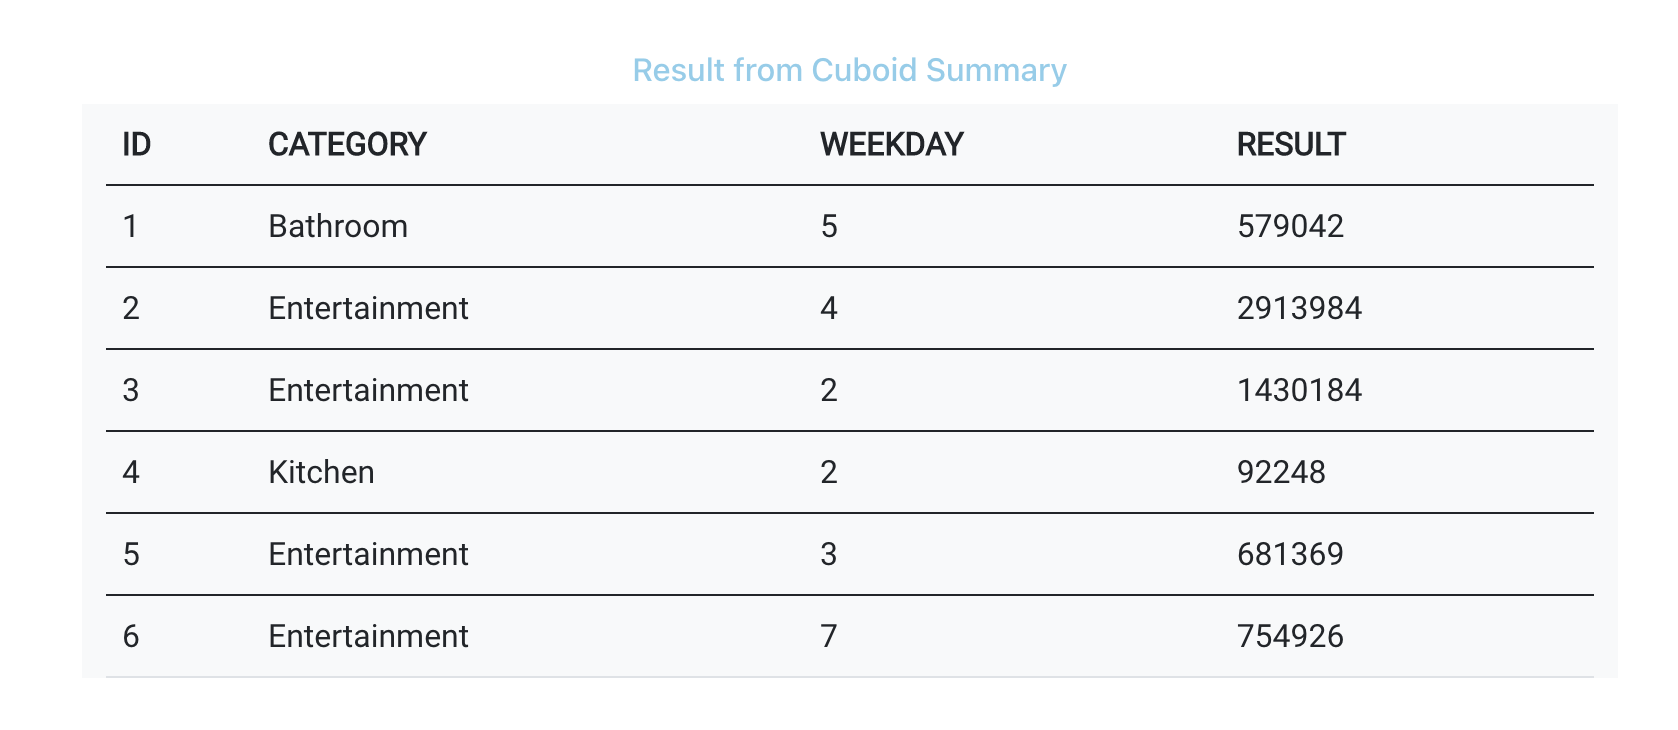 Result from Cuboid Summary
ID CATEGORY WEEKDAY RESULT
1 Bathroom 5 579042
2 Entertainment 4 2913984
3 Entertainment 2 1430184
4 Kitchen 2 92248
5 Entertainment 3 681369
6 Entertainment 7 754926